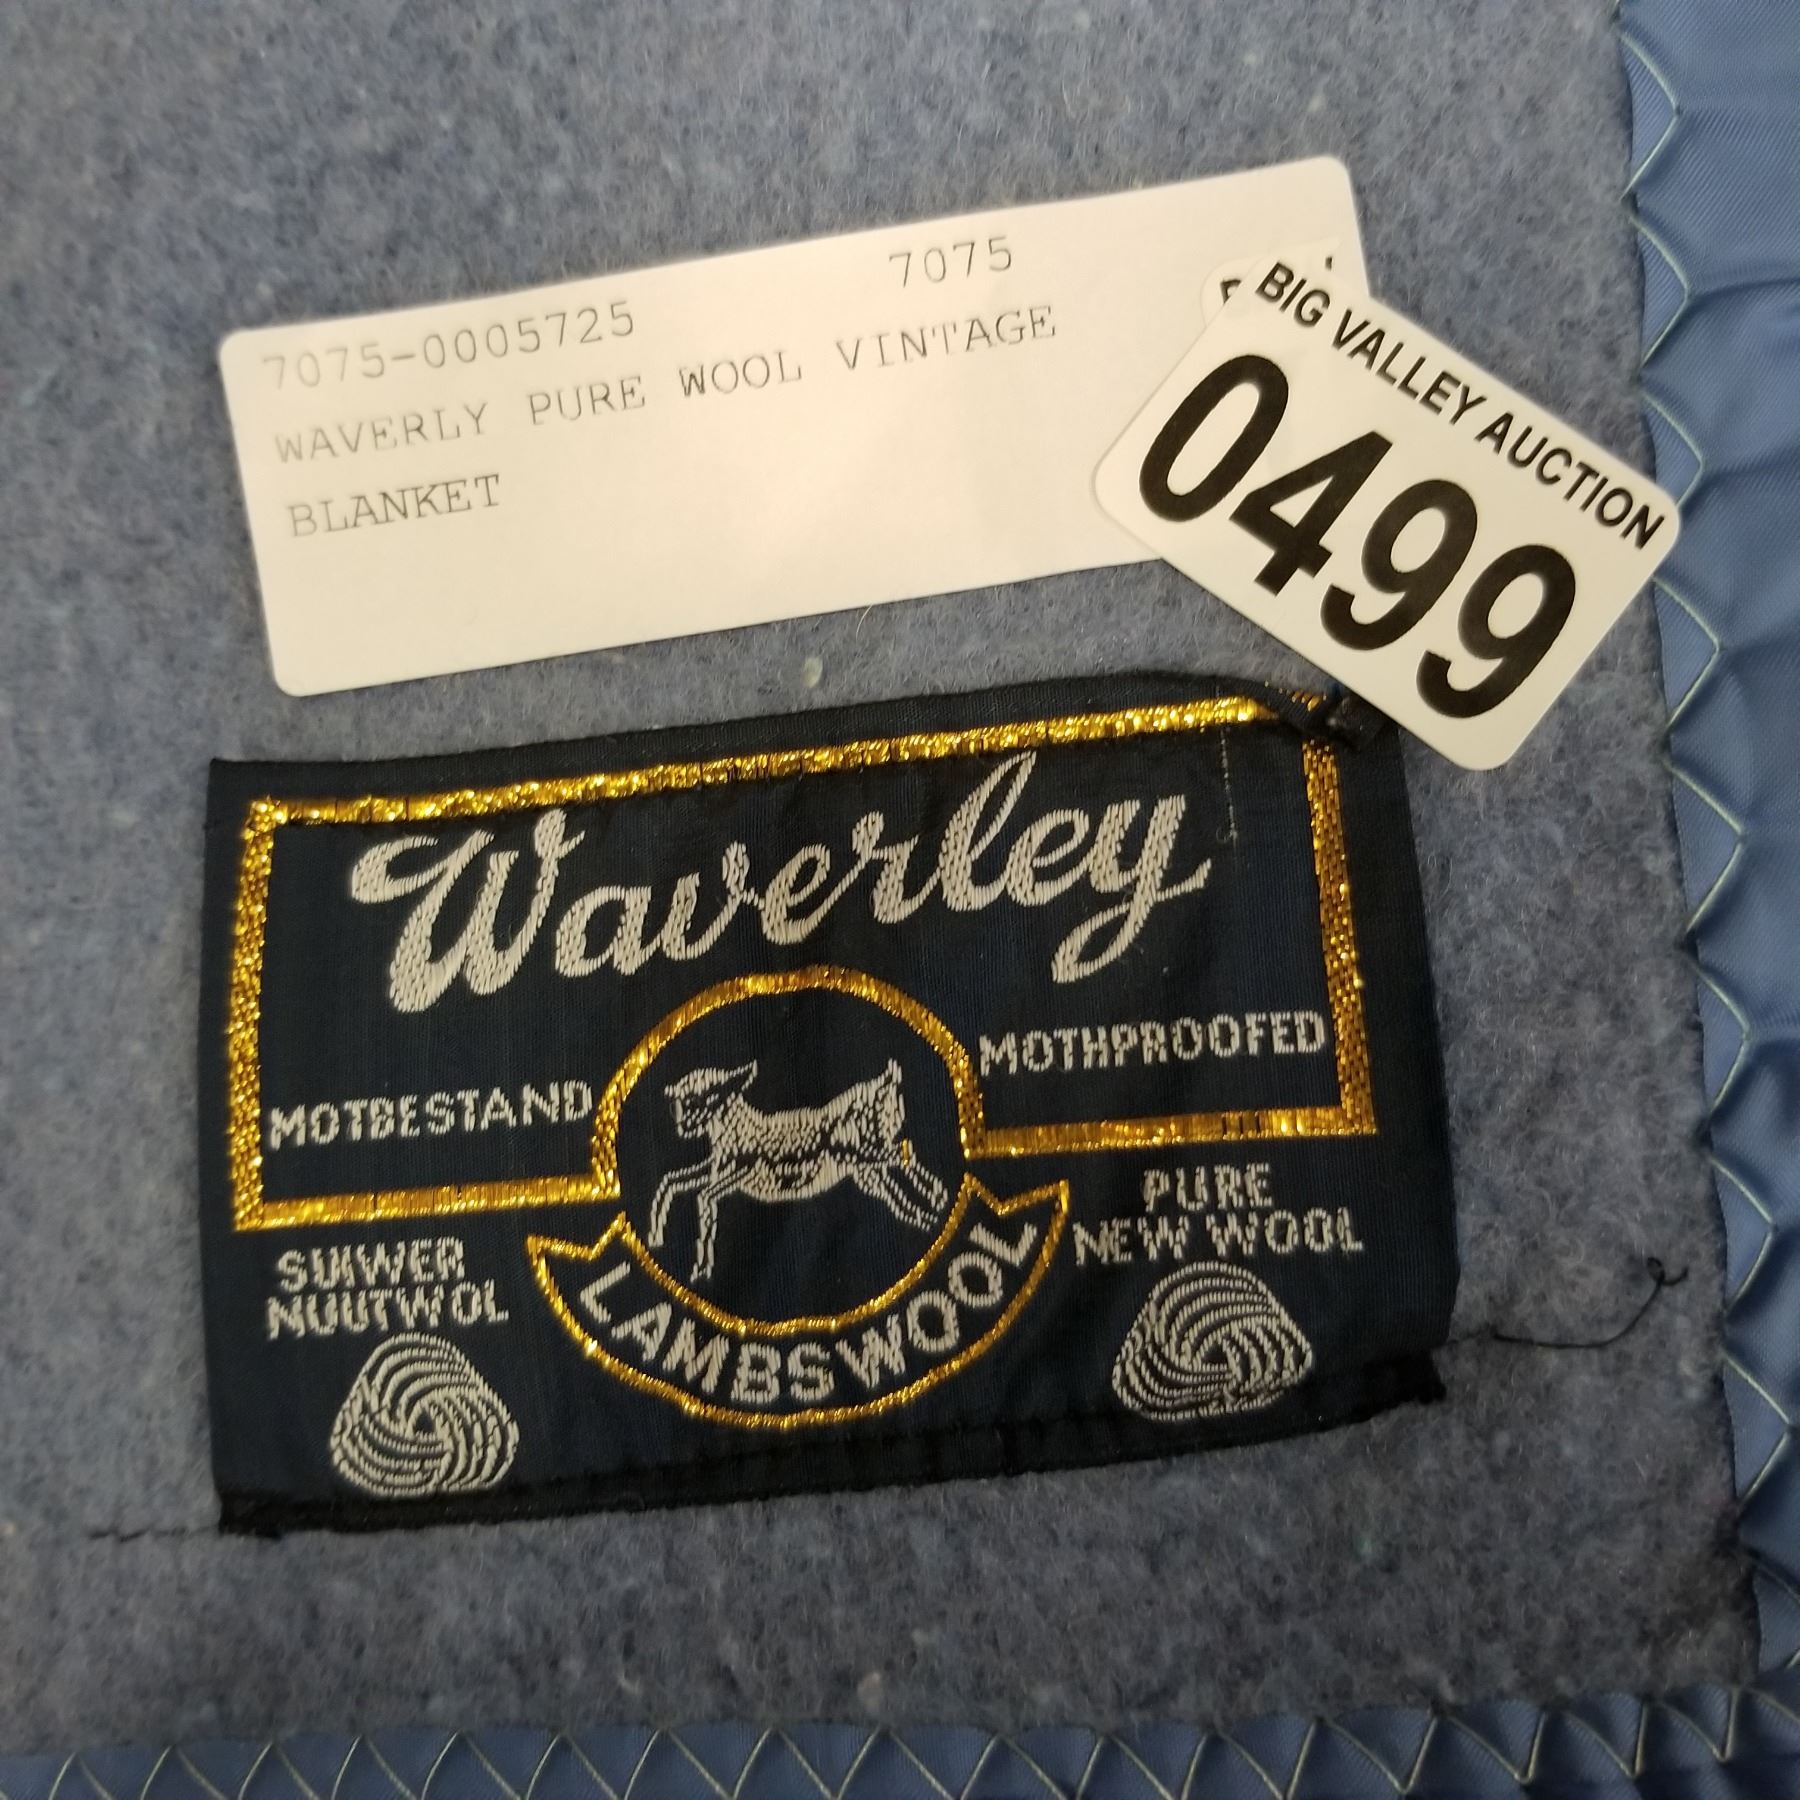 7075-0005725 7075
WAVERLY PURE WOOL VINTAGE
BLANKET
BIG VALLEY AUCTION
0499
Waverley
MOTBESTAND
MOTHPROOFED
SUIWER
NUUTWOL
PURE
NEW WOOL
LAMBSWOOL